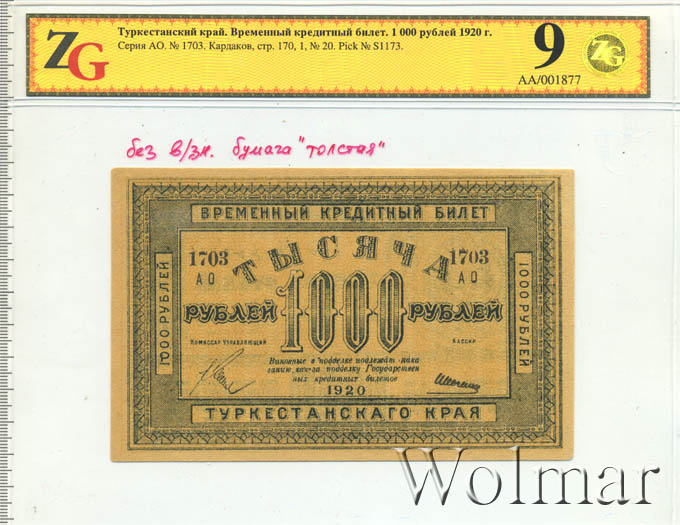 ZG
Туркестанский край. Временный кредитный билет. 1 000 рублей 1920 г.
Серия АО. № 1703. Кардаков, стр. 170, 1, № 20. Pick № S1173.
9
ZG
AA/001877
без в/зн. бумага "толстая"
ВРЕМЕННЫЙ КРЕДИТНЫЙ БИЛЕТ
ТЫСЯЧА
1703
АО
1703
АО
РУБЛЕЙ 1000 РУБЛЕЙ
1000 РУБЛЕЙ
1000 РУБЛЕЙ
КОМИССАР УПРАВЛЯЮЩИЙ
КАССИР
Виновные в подделке подлежат нака
занию, как за подделку Государствен
ных кредитных билетов
1920
ТУРКЕСТАНСКАГО КРАЯ
Wolmar